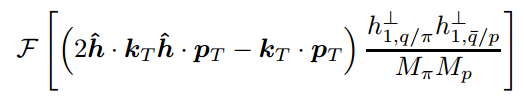 $\mathcal{F}\left[\left(2\hat{\boldsymbol{h}}\cdot\boldsymbol{k}_T\hat{\boldsymbol{h}}\cdot\boldsymbol{p}_T-\boldsymbol{k}_T\cdot\boldsymbol{p}_T\right)\frac{h_{1,q/\pi}^{\perp}h_{1,\bar{q}/p}^{\perp}}{M_{\pi}M_p}\right]$